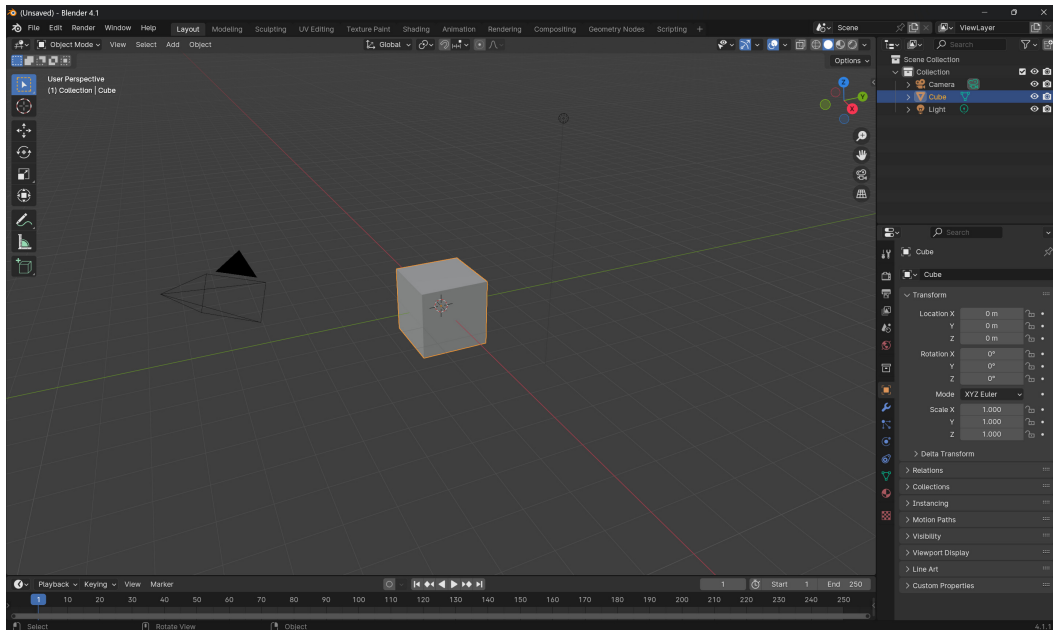 (Unsaved) - Blender 4.1
File Edit Render Window Help Layout Modeling Sculpting UV Editing Texture Paint Shading Animation Rendering Compositing Geometry Nodes Scripting + Scene ViewLayer
Object Mode View Select Add Object Global Search
Options
User Perspective
(1) Collection | Cube
Z
Y
X
Scene Collection
Collection
Camera
Cube
Light
Search
Cube
Cube
Transform
Location X 0 m
Y 0 m
Z 0 m
Rotation X 0°
Y 0°
Z 0°
Mode XYZ Euler
Scale X 1.000
Y 1.000
Z 1.000
Delta Transform
Relations
Collections
Instancing
Motion Paths
Visibility
Viewport Display
Line Art
Custom Properties
Playback Keying View Marker 1 Start 1 End 250
1 10 20 30 40 50 60 70 80 90 100 110 120 130 140 150 160 170 180 190 200 210 220 230 240 250
Select Rotate View Object 4.1.1